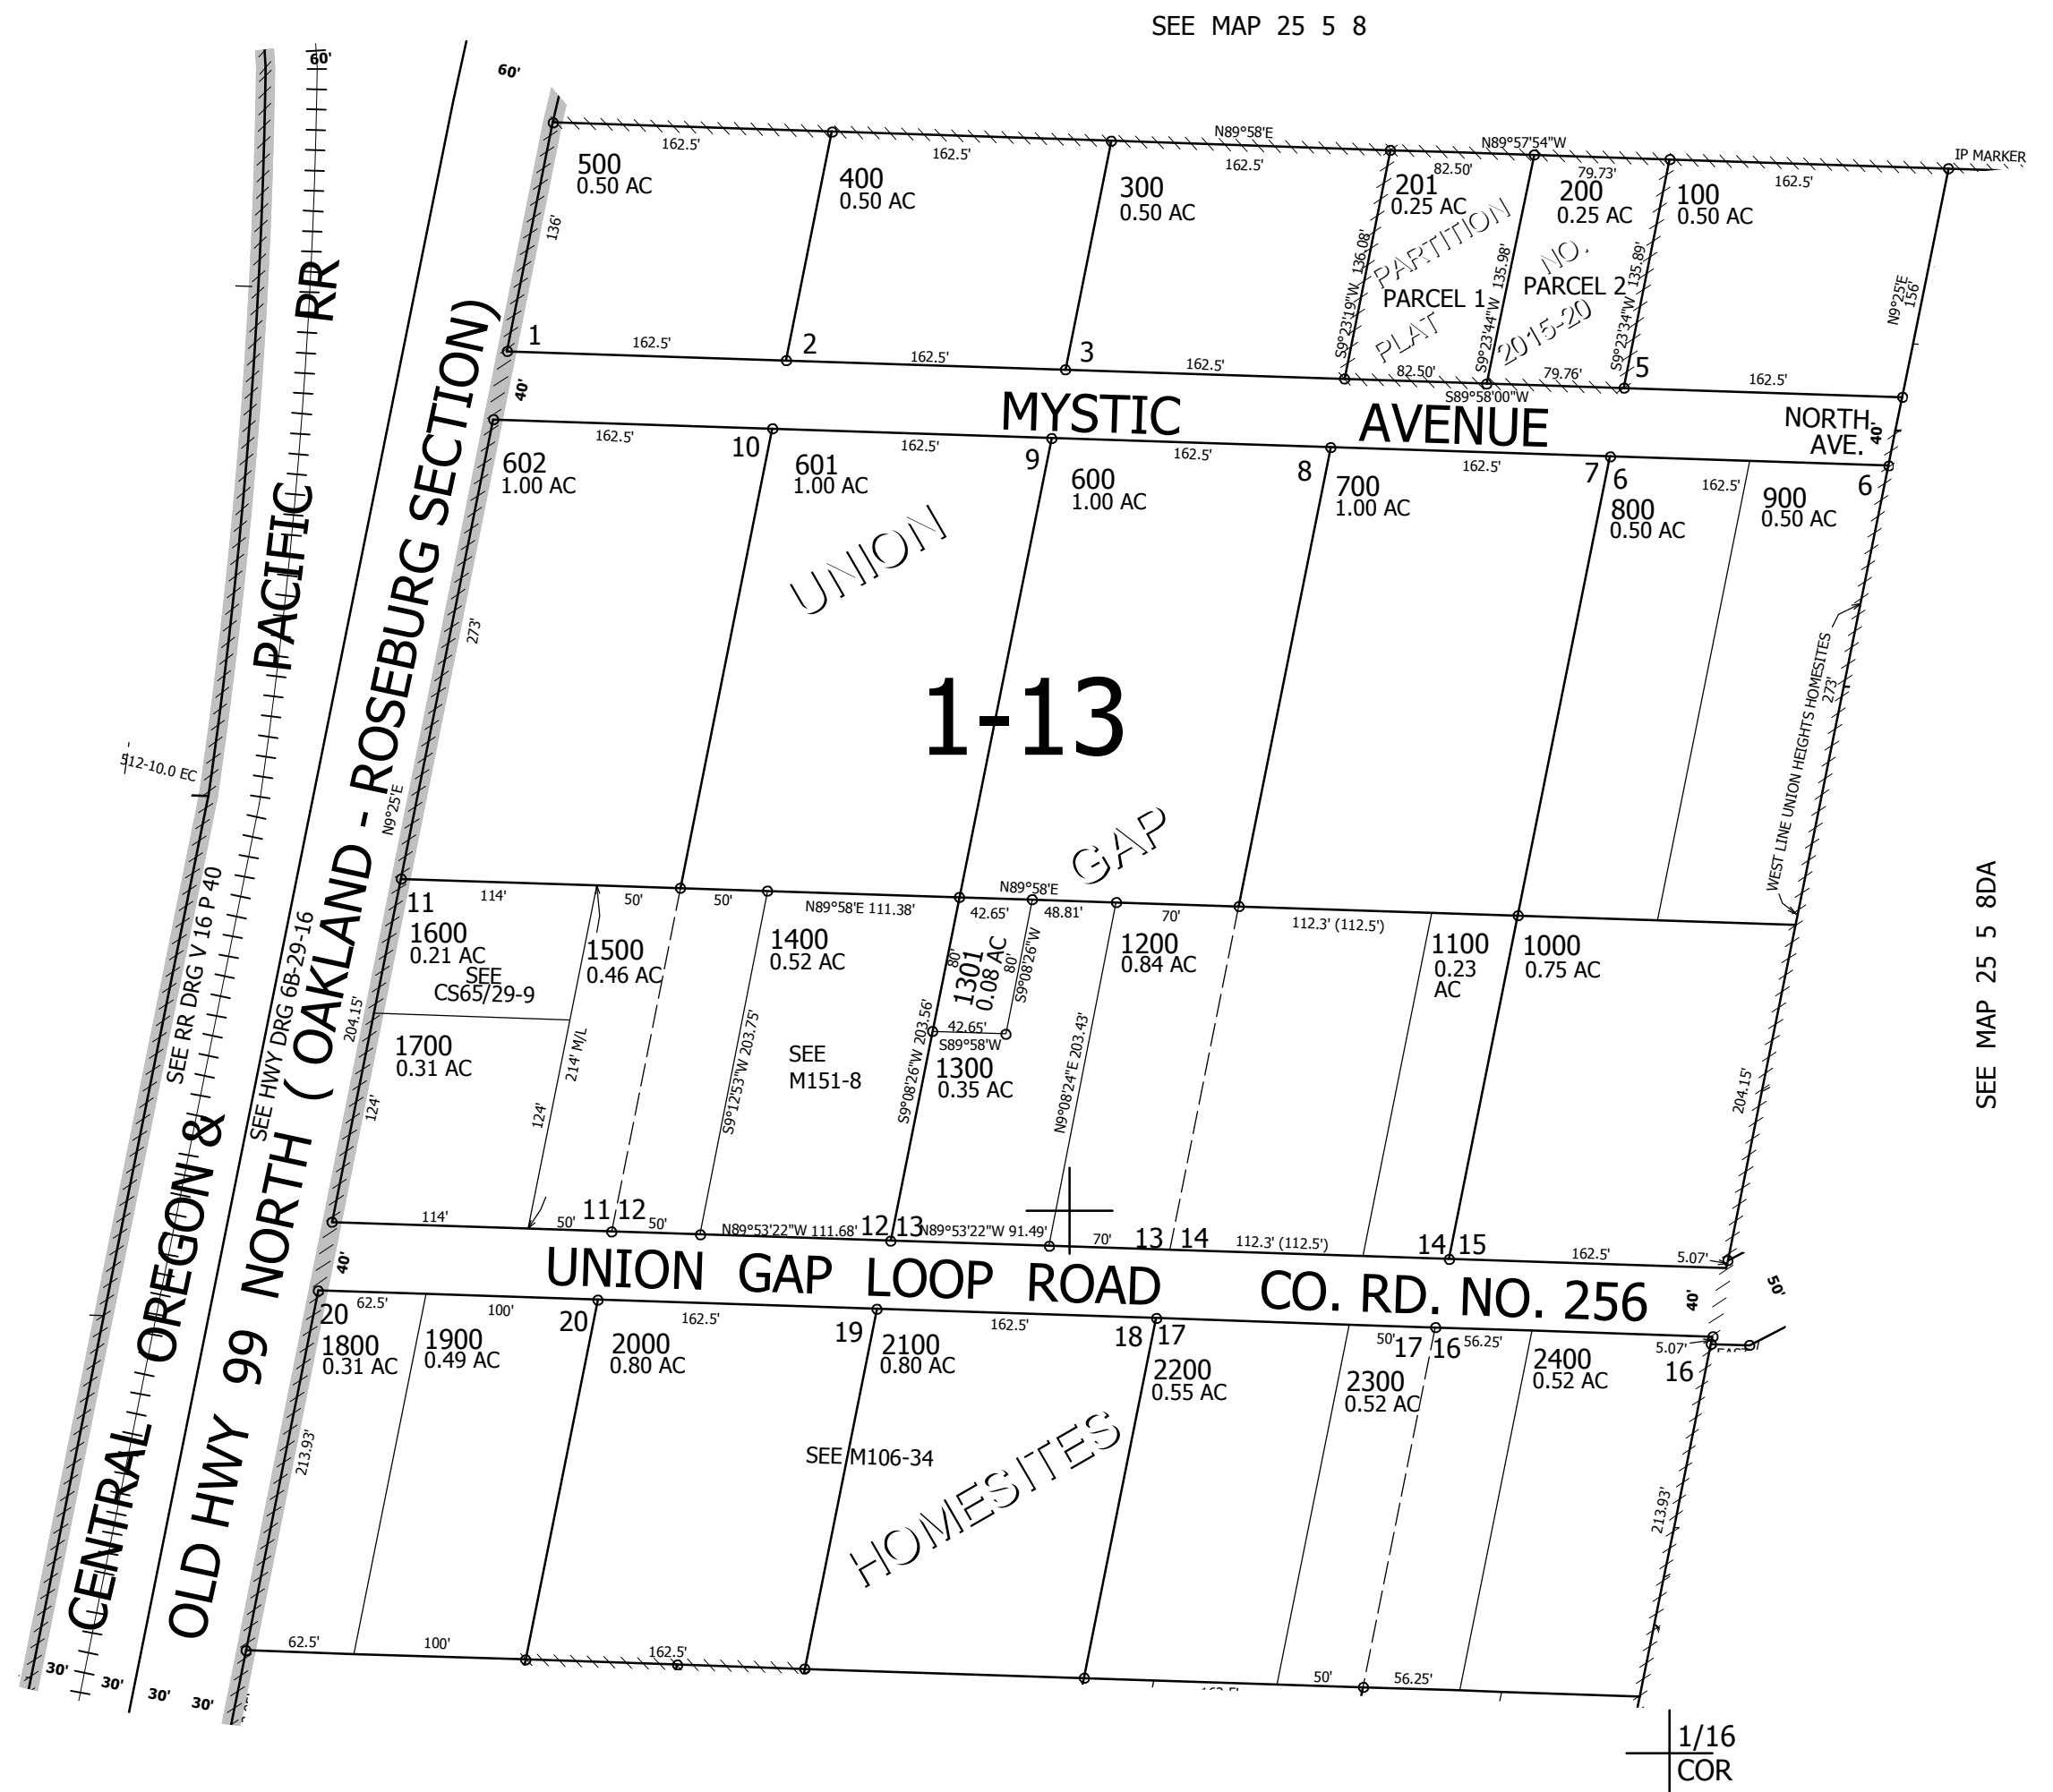 SEE MAP 25 5 8
60'
60'
N89°58'E
N89°57'54"W
IP MARKER
162.5'
162.5'
162.5'
82.50'
79.73'
162.5'
500
0.50 AC
400
0.50 AC
300
0.50 AC
201
0.25 AC
200
0.25 AC
100
0.50 AC
136'
S9°23'19"W 136.08'
S9°23'44"W 135.98'
S9°23'34"W 135.89'
N9°25'E
156'
PARTITION
PLAT
NO.
2015-20
PARCEL 1
PARCEL 2
1
2
3
5
162.5'
162.5'
162.5'
82.50'
79.76'
162.5'
S89°58'00"W
40'
MYSTIC AVENUE
NORTH.
AVE.
40'
162.5'
10
162.5'
9
162.5'
8
162.5'
7
6
162.5'
6
602
1.00 AC
601
1.00 AC
600
1.00 AC
700
1.00 AC
800
0.50 AC
900
0.50 AC
UNION
GAP
HOMESITES
1-13
273'
273'
WEST LINE UNION HEIGHTS HOMESITES
512-10.0 EC
N9°25'E
CENTRAL OREGON & PACIFIC RR
OLD HWY 99 NORTH ( OAKLAND - ROSEBURG SECTION)
SEE RR DRG V 16 P 40
SEE HWY DRG 6B-29-16
SEE MAP 25 5 8DA
114'
50'
50'
N89°58'E 111.38'
N89°58'E
42.65'
48.81'
70'
112.3' (112.5')
11
1600
0.21 AC
SEE
CS65/29-9
1500
0.46 AC
1400
0.52 AC
1301
0.08 AC
80'
80'
S9°08'26"W
1200
0.84 AC
1100
0.23
AC
1000
0.75 AC
204.15'
1700
0.31 AC
124'
214' M/L
124'
S9°12'53"W 203.75'
SEE
M151-8
S9°08'26"W 203.56'
42.65'
S89°58'W
1300
0.35 AC
N9°08'24"E 203.43'
204.15'
114'
50'
11
12
50'
N89°53'22"W 111.68'
12
13
N89°53'22"W 91.49'
70'
13
14
112.3' (112.5')
14
15
162.5'
5.07'
40'
UNION GAP LOOP ROAD CO. RD. NO. 256
40'
50'
20
62.5'
100'
20
162.5'
19
162.5'
18
17
50'
17
16
56.25'
5.07'
16
1800
0.31 AC
1900
0.49 AC
2000
0.80 AC
2100
0.80 AC
2200
0.55 AC
2300
0.52 AC
2400
0.52 AC
213.93'
SEE M106-34
213.93'
62.5'
100'
162.5'
50'
56.25'
30'
30'
30'
30'
1/16
COR